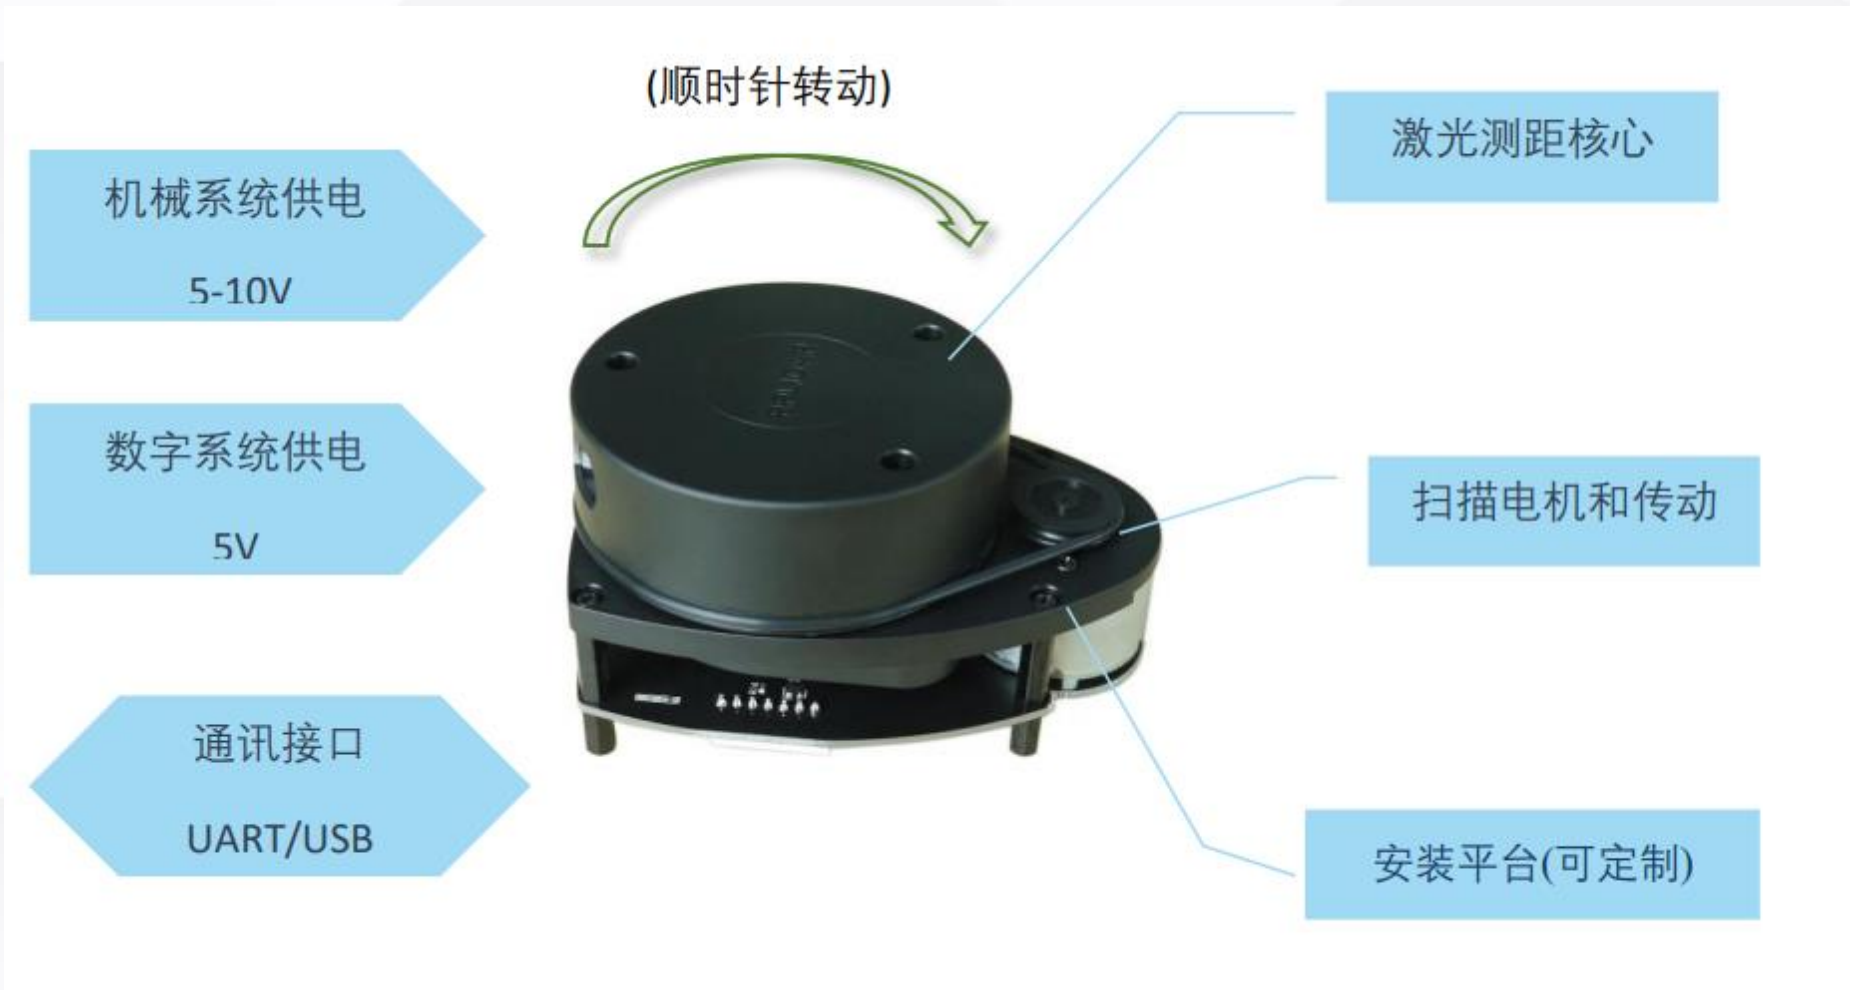 (顺时针转动)
机械系统供电
5-10V
数字系统供电
5V
通讯接口
UART/USB
激光测距核心
扫描电机和传动
安装平台(可定制)